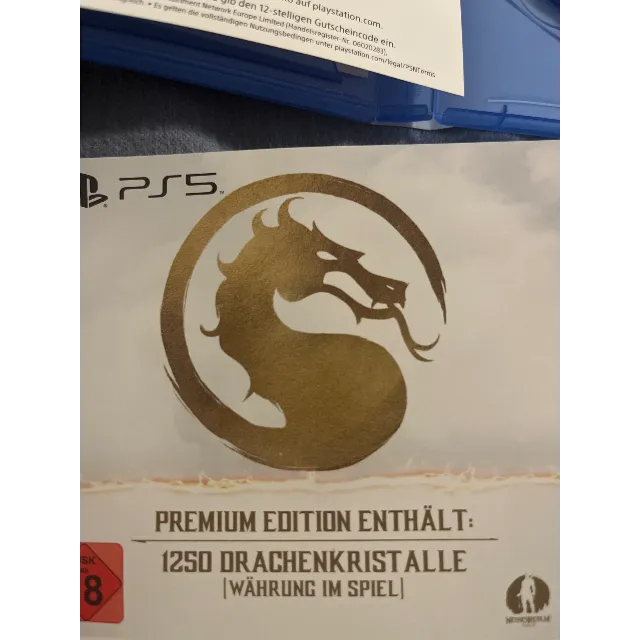 auf playstation.com.
gib den 12-stelligen Gutscheincode ein.
Network Europe Limited (Handelsregister-Nr. 06020283).
• Es gelten die vollständigen Nutzungsbedingungen unter playstation.com/legal/PSNTerms.
PS5
PREMIUM EDITION ENTHÄLT:
1250 DRACHENKRISTALLE
(WÄHRUNG IM SPIEL)